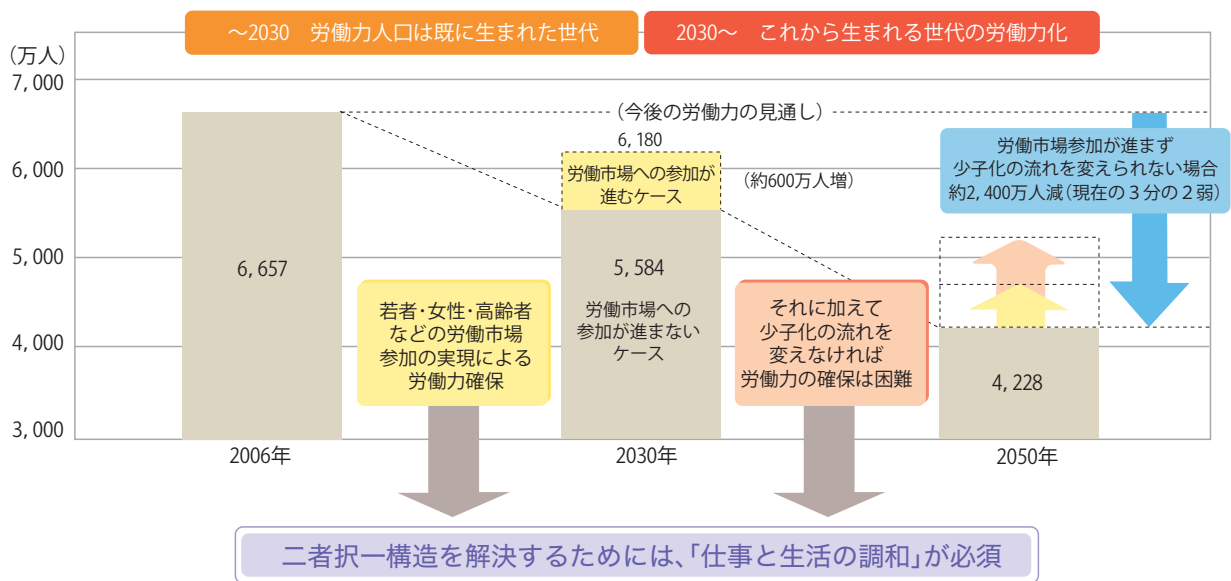 ～2030　労働力人口は既に生まれた世代
2030～　これから生まれる世代の労働力化
（万人）
7,000
6,000
5,000
4,000
3,000
（今後の労働力の見通し）
6,180
労働市場への参加が
進むケース
（約600万人増）
労働市場参加が進まず
少子化の流れを変えられない場合
約2,400万人減（現在の３分の２弱）
6,657
5,584
労働市場への
参加が進まない
ケース
4,228
若者・女性・高齢者
などの労働市場
参加の実現による
労働力確保
それに加えて
少子化の流れを
変えなければ
労働力の確保は困難
2006年
2030年
2050年
二者択一構造を解決するためには、「仕事と生活の調和」が必須